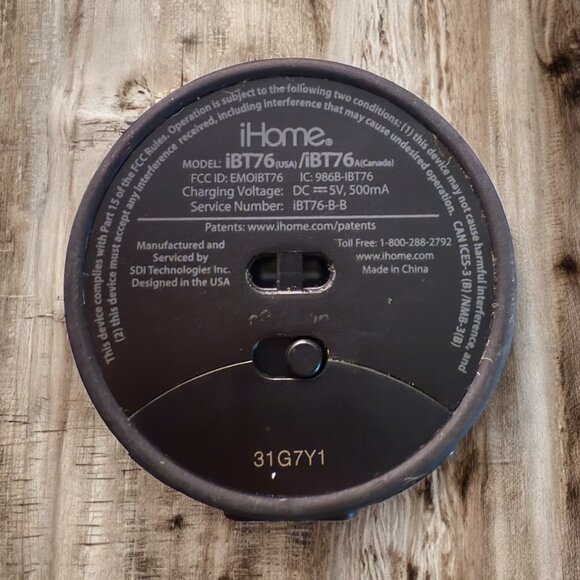 This device complies with Part 15 of the FCC Rules. Operation is subject to the following two conditions: (1) this device may not cause harmful interference, and
(2) this device must accept any interference received, including interference that may cause undesired operation. CAN ICES-3 (B) /NMB-3(B)
iHome®
MODEL: iBT76 (USA) /iBT76 A(Canada)
FCC ID: EMOIBT76 IC: 986B-IBT76
Charging Voltage: DC ⎓ 5V, 500mA
Service Number: iBT76-B-B
Patents: www.ihome.com/patents
Manufactured and
Serviced by
SDI Technologier Inc.
Designed in the USA
Toll Free: 1-800-288-2792
www.ihome.com
Made in China
31G7Y1